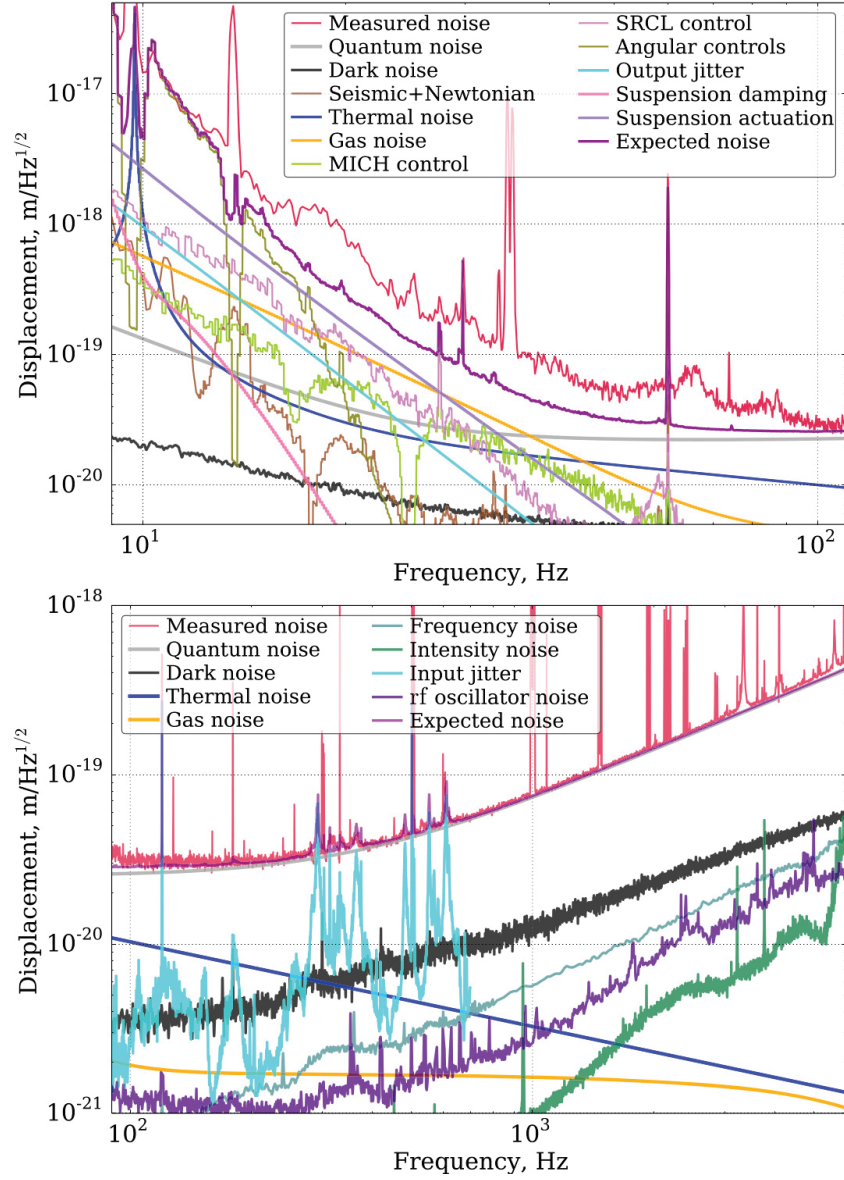 Measured noise
Quantum noise
Dark noise
Seismic+Newtonian
Thermal noise
Gas noise
MICH control
SRCL control
Angular controls
Output jitter
Suspension damping
Suspension actuation
Expected noise
Displacement, m/Hz^{1/2}
10^{-17}
10^{-18}
10^{-19}
10^{-20}
10^1
10^2
Frequency, Hz
10^{-18}
Measured noise
Quantum noise
Dark noise
Thermal noise
Gas noise
Frequency noise
Intensity noise
Input jitter
rf oscillator noise
Expected noise
Displacement, m/Hz^{1/2}
10^{-19}
10^{-20}
10^{-21}
10^2
10^3
Frequency, Hz